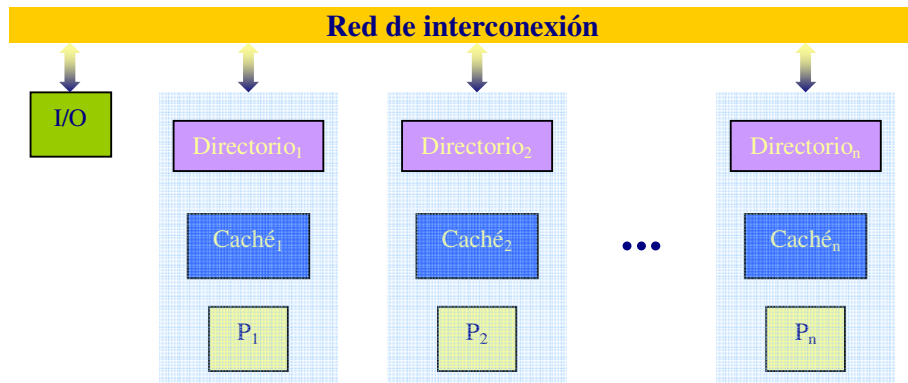 Red de interconexión
I/O
Directorio₁
Directorio₂
Directorioₙ
Caché₁
Caché₂
•••
Cachéₙ
P₁
P₂
Pₙ